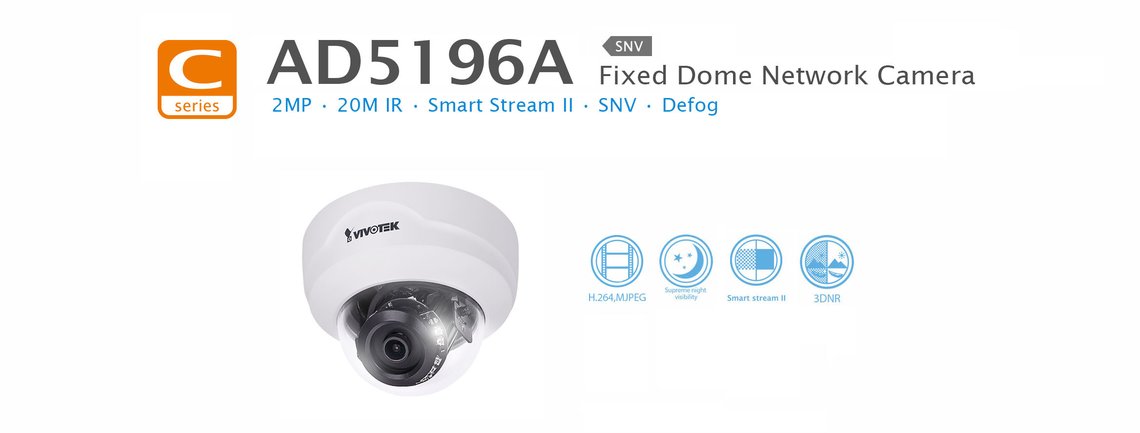 C
series
AD5196A
SNV
Fixed Dome Network Camera
2MP · 20M IR · Smart Stream II · SNV · Defog
VIVOTEK
H.264,MJPEG
Supreme night
visibility
Smart stream II
3DNR